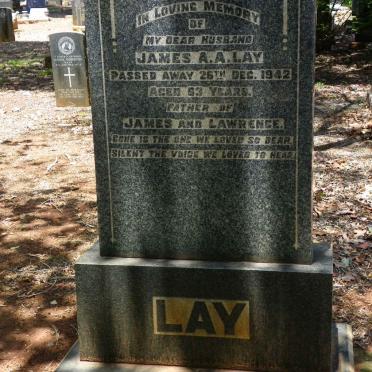 IN LOVING MEMORY
OF
MY DEAR HUSBAND
JAMES A.A. LAY
PASSED AWAY 26TH DEC. 1942
AGED 63 YEARS.
FATHER OF
JAMES AND LAWRENCE.
GONE IS THE ONE WE LOVED SO DEAR,
SILENT THE VOICE WE LOVED TO HEAR.
LAY